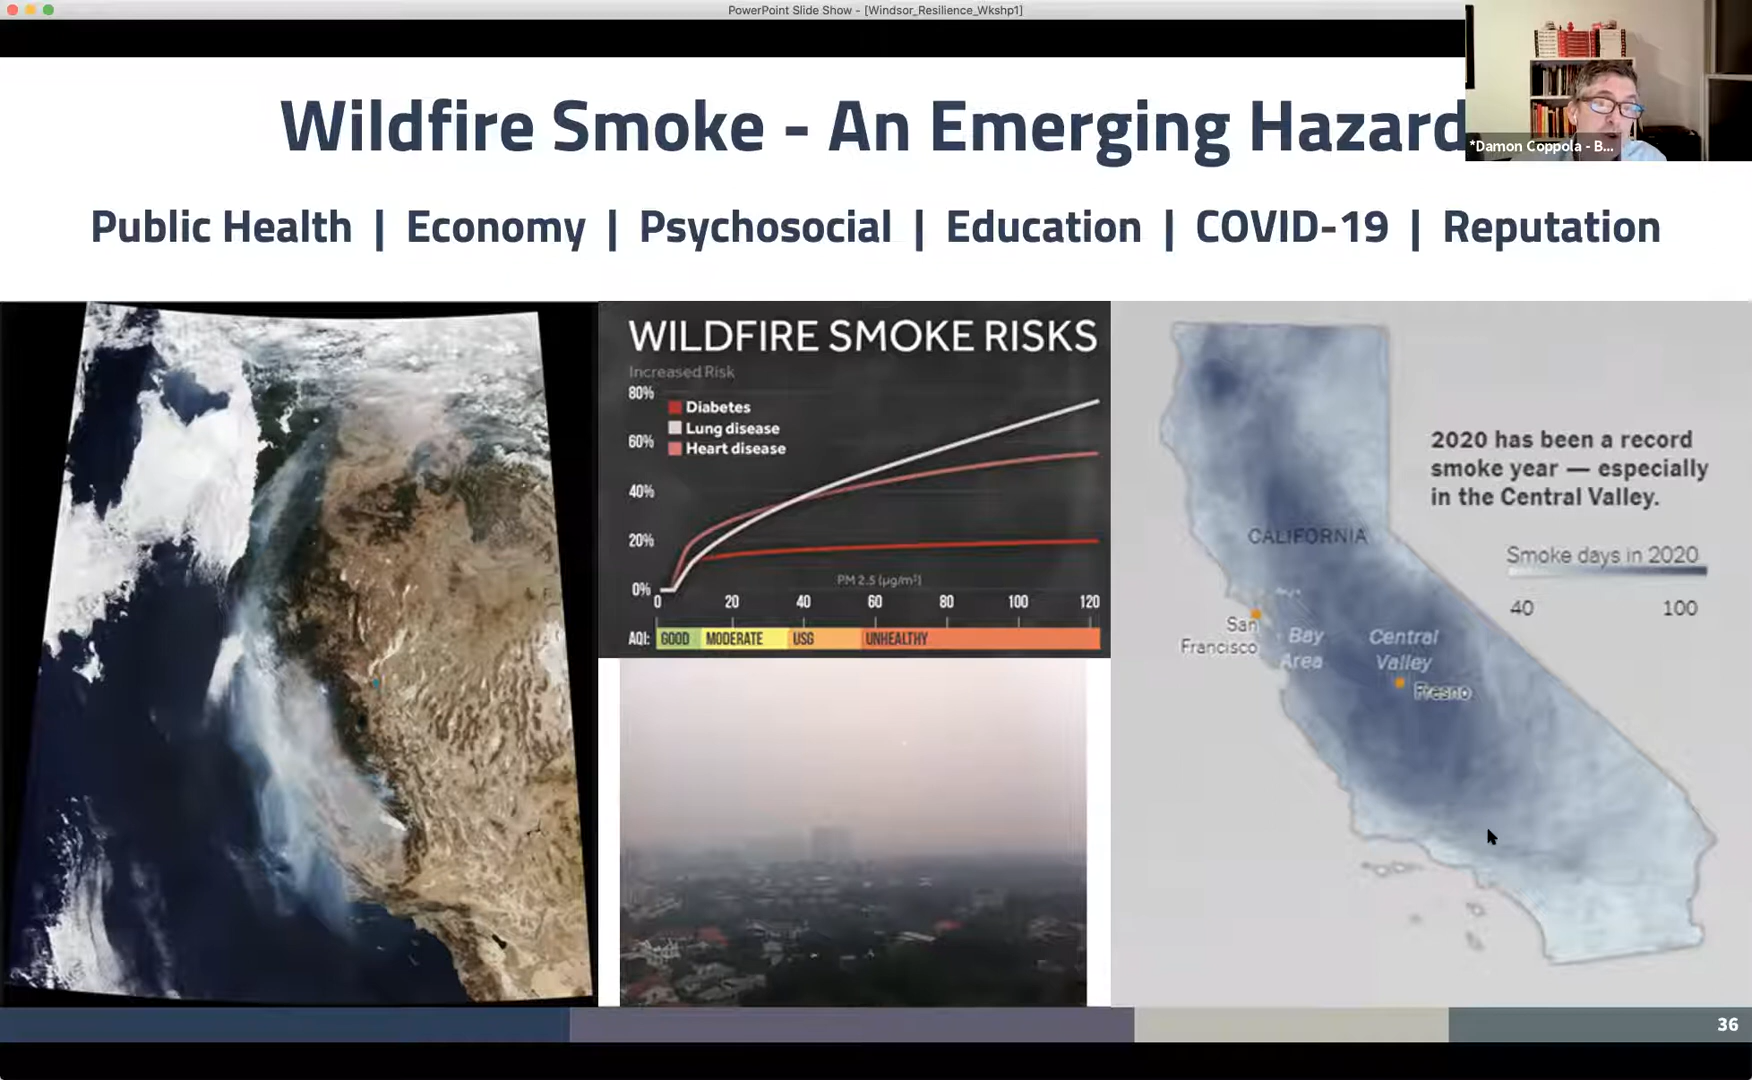 PowerPoint Slide Show - [Windsor_Resilience_Wkshp1]
*Damon Coppola - B...
Wildfire Smoke - An Emerging Hazard
Public Health | Economy | Psychosocial | Education | COVID-19 | Reputation
WILDFIRE SMOKE RISKS
Increased Risk
80%
Diabetes
Lung disease
60%
Heart disease
40%
20%
PM 2.5 (µg/m³)
0%
0 20 40 60 80 100 120
AQI: GOOD MODERATE USG UNHEALTHY
2020 has been a record
smoke year — especially
in the Central Valley.
CALIFORNIA
Smoke days in 2020
40 100
San
Francisco
Bay
Area
Central
Valley
Fresno
36